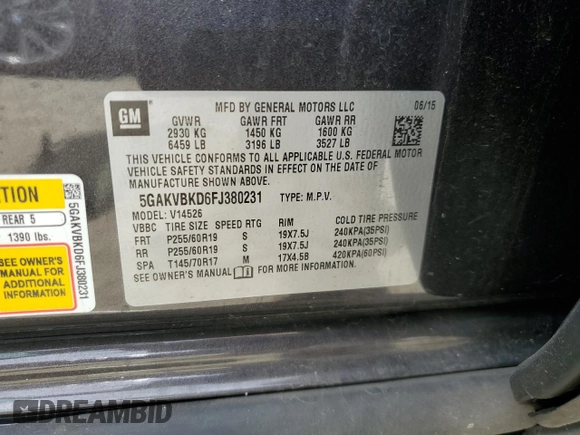 GM
MFD BY GENERAL MOTORS LLC 06/15
GVWR GAWR FRT GAWR RR
2930 KG 1450 KG 1600 KG
6459 LB 3196 LB 3527 LB
THIS VEHICLE CONFORMS TO ALL APPLICABLE U.S. FEDERAL MOTOR
VEHICLE SAFETY STANDARDS IN EFFECT ON THE DATE OF
MANUFACTURE SHOWN ABOVE.
5GAKVBKD6FJ380231 TYPE: M.P.V.
MODEL: V14526
VBBC TIRE SIZE SPEED RTG RIM COLD TIRE PRESSURE
FRT P255/60R19 S 19X7.5J 240KPA(35PSI)
RR P255/60R19 S 19X7.5J 240KPA(35PSI)
SPA T145/70R17 M 17X4.5B 420KPA(60PSI)
SEE OWNER'S MANUAL FOR MORE INFORMATION.
ATION
REAR 5
1390 lbs.
SEE OWNER'S
MANUAL FOR
ADDITIONAL
INFORMATION
5GAKVBKD6FJ380231
DREAMBID